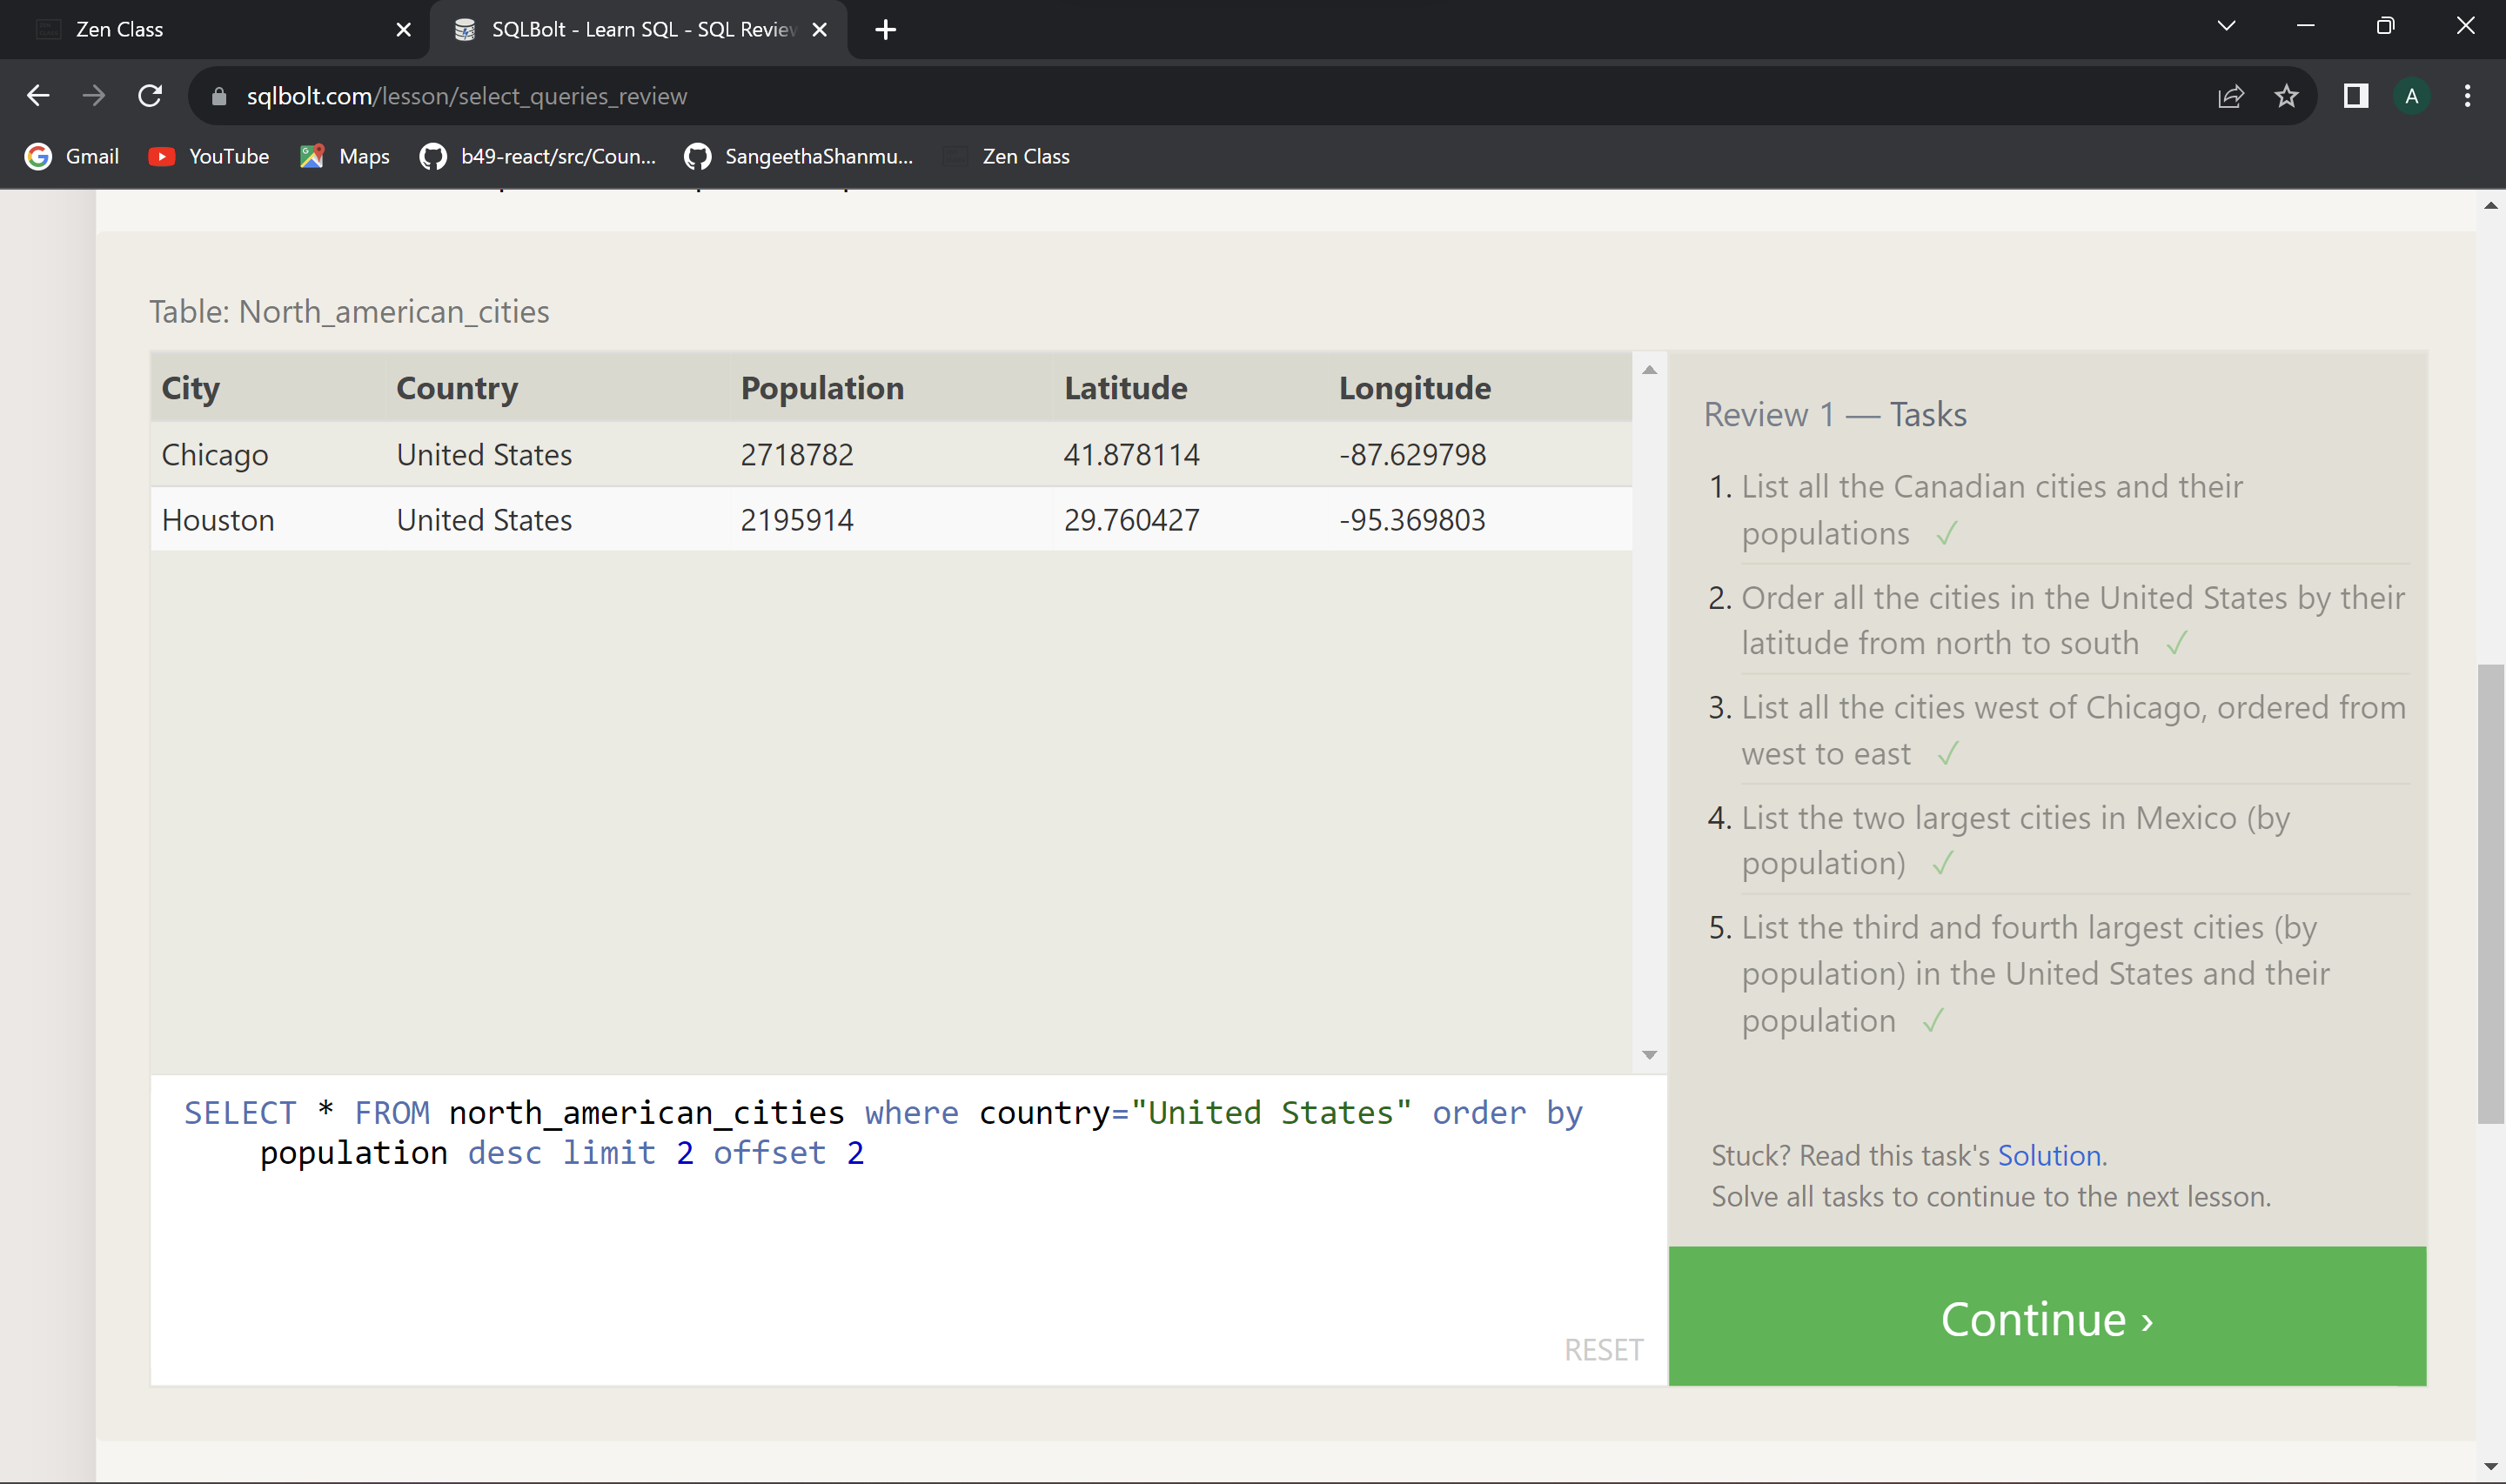 Zen Class
SQLBolt - Learn SQL - SQL Review
sqlbolt.com/lesson/select_queries_review
A
Gmail
YouTube
Maps
b49-react/src/Coun...
SangeethaShanmu...
Zen Class
Table: North_american_cities
City Country Population Latitude Longitude
Chicago United States 2718782 41.878114 -87.629798
Houston United States 2195914 29.760427 -95.369803
SELECT * FROM north_american_cities where country="United States" order by
population desc limit 2 offset 2
RESET
Review 1 — Tasks
1. List all the Canadian cities and their
populations ✓
2. Order all the cities in the United States by their
latitude from north to south ✓
3. List all the cities west of Chicago, ordered from
west to east ✓
4. List the two largest cities in Mexico (by
population) ✓
5. List the third and fourth largest cities (by
population) in the United States and their
population ✓
Stuck? Read this task's Solution.
Solve all tasks to continue to the next lesson.
Continue ›